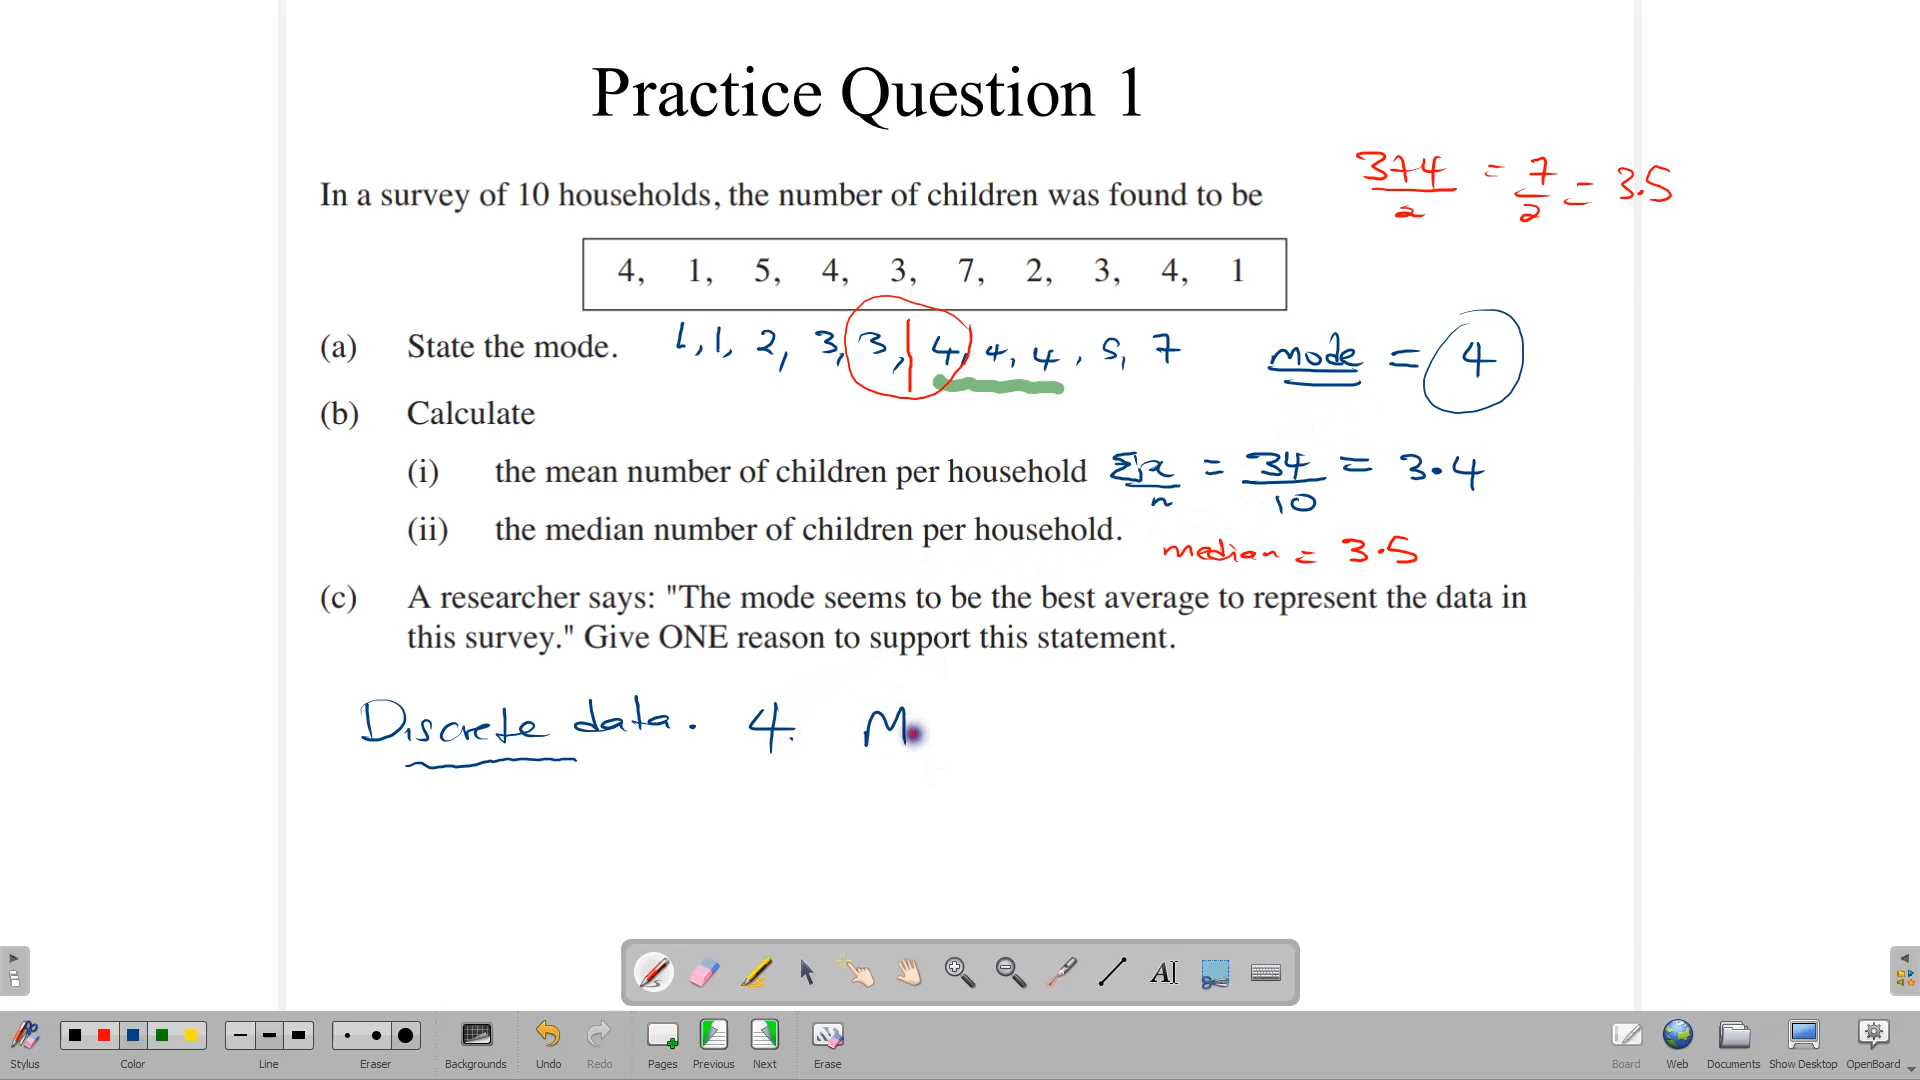 Practice Question 1
3+4/2 = 7/2 = 3.5
In a survey of 10 households, the number of children was found to be
4, 1, 5, 4, 3, 7, 2, 3, 4, 1
(a) State the mode. 1, 1, 2, 3, 3, 4, 4, 4, 5, 7 mode = 4
(b) Calculate
(i) the mean number of children per household Σx/n = 34/10 = 3.4
(ii) the median number of children per household. median = 3.5
(c) A researcher says: "The mode seems to be the best average to represent the data in
this survey." Give ONE reason to support this statement.
Discrete data. 4. M
Stylus Color Line Eraser Backgrounds Undo Redo Pages Previous Next Erase Board Web Documents Show Desktop OpenBoard